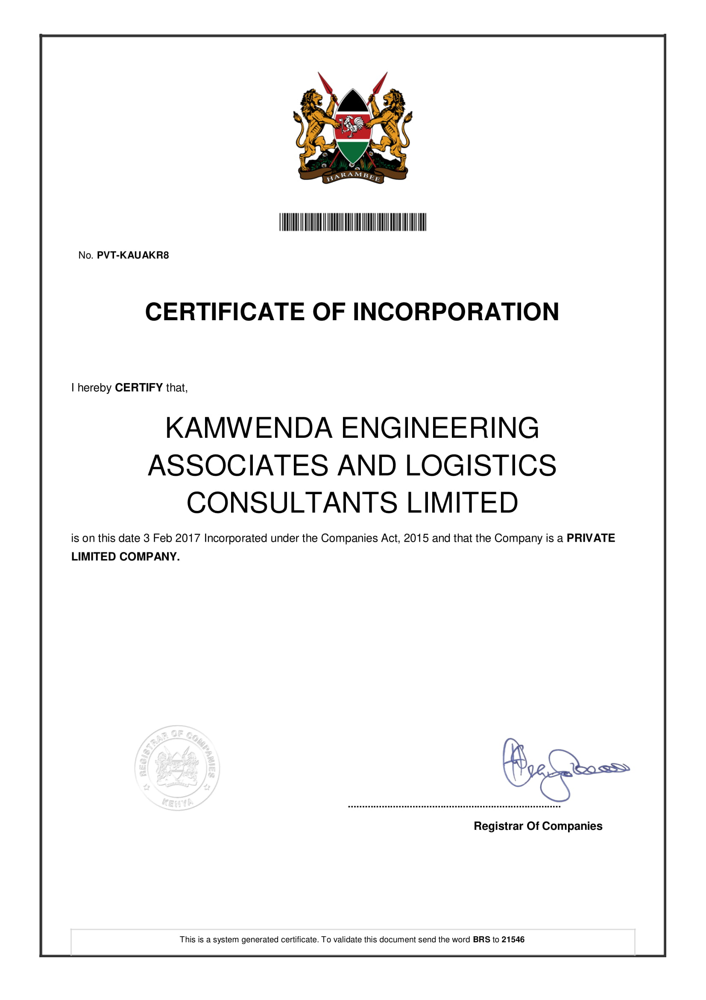 HARAMBEE
No. PVT-KAUAKR8
CERTIFICATE OF INCORPORATION
I hereby CERTIFY that,
KAMWENDA ENGINEERING
ASSOCIATES AND LOGISTICS
CONSULTANTS LIMITED
is on this date 3 Feb 2017 Incorporated under the Companies Act, 2015 and that the Company is a PRIVATE
LIMITED COMPANY.
REGISTRAR OF COMPANIES
KENYA
Registrar Of Companies
This is a system generated certificate. To validate this document send the word BRS to 21546